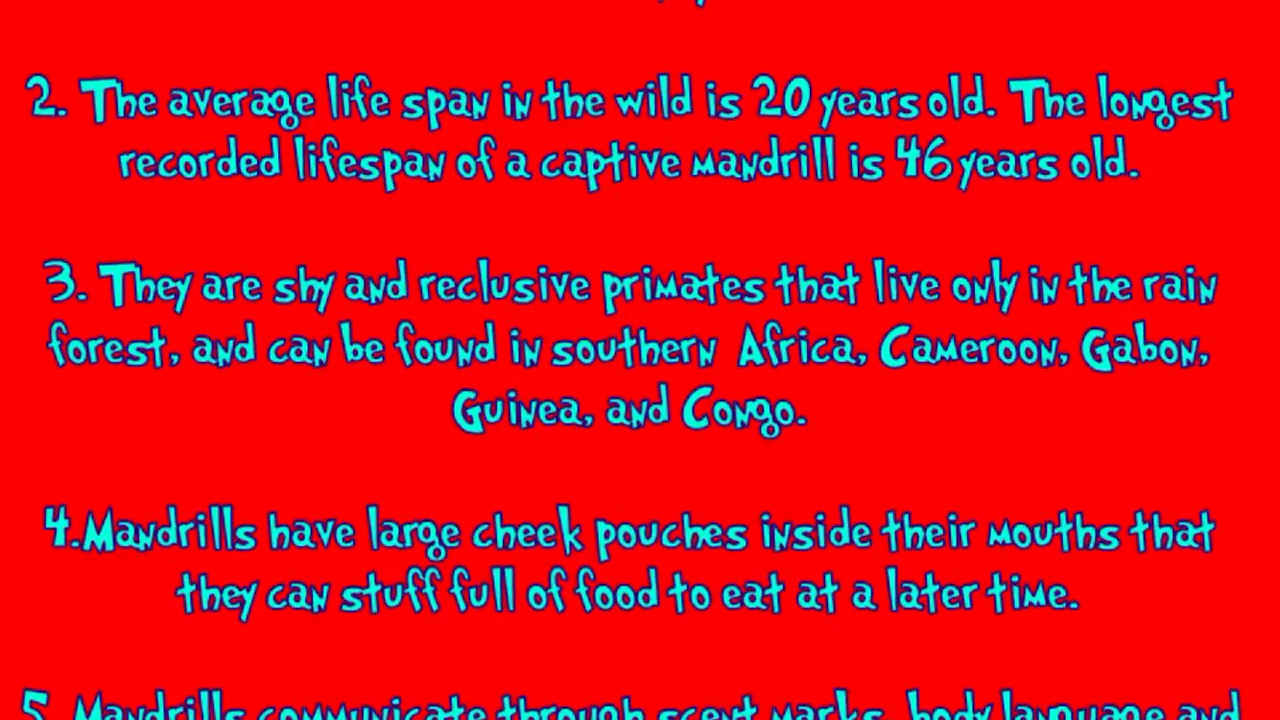 2. The average life span in the wild is 20 years old. The longest
recorded lifespan of a captive mandrill is 46 years old.
3. They are shy and reclusive primates that live only in the rain
forest, and can be found in southern Africa, Cameroon, Gabon,
Guinea, and Congo.
4.Mandrills have large cheek pouches inside their mouths that
they can stuff full of food to eat at a later time.
5. Mandrills communicate through scent marks, body language and